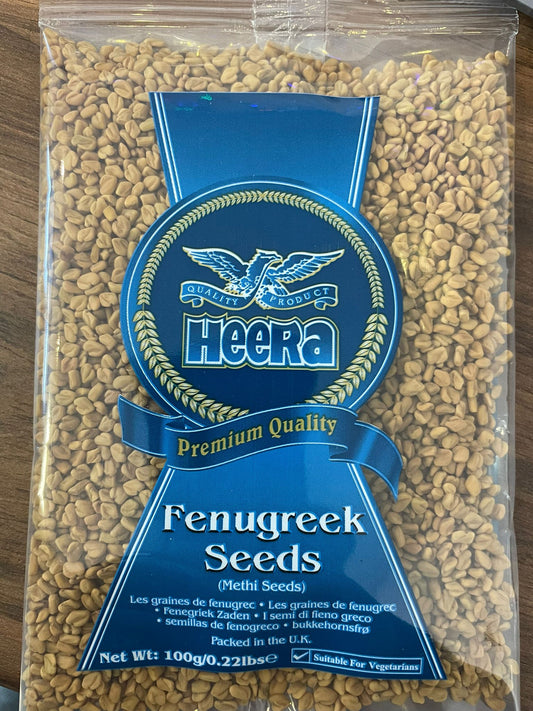 QUALITY PRODUCT
HEERA
Premium Quality
Fenugreek
Seeds
(Methi Seeds)
Les graines de fenugrec • Les graines de fenugrec
• Fenegriek Zaden • I semi di fieno greco
• semillas de fenogreco • bukkehornsfrø
Packed in the U.K.
Net Wt: 100g/0.22lbs℮ Suitable For Vegetarians